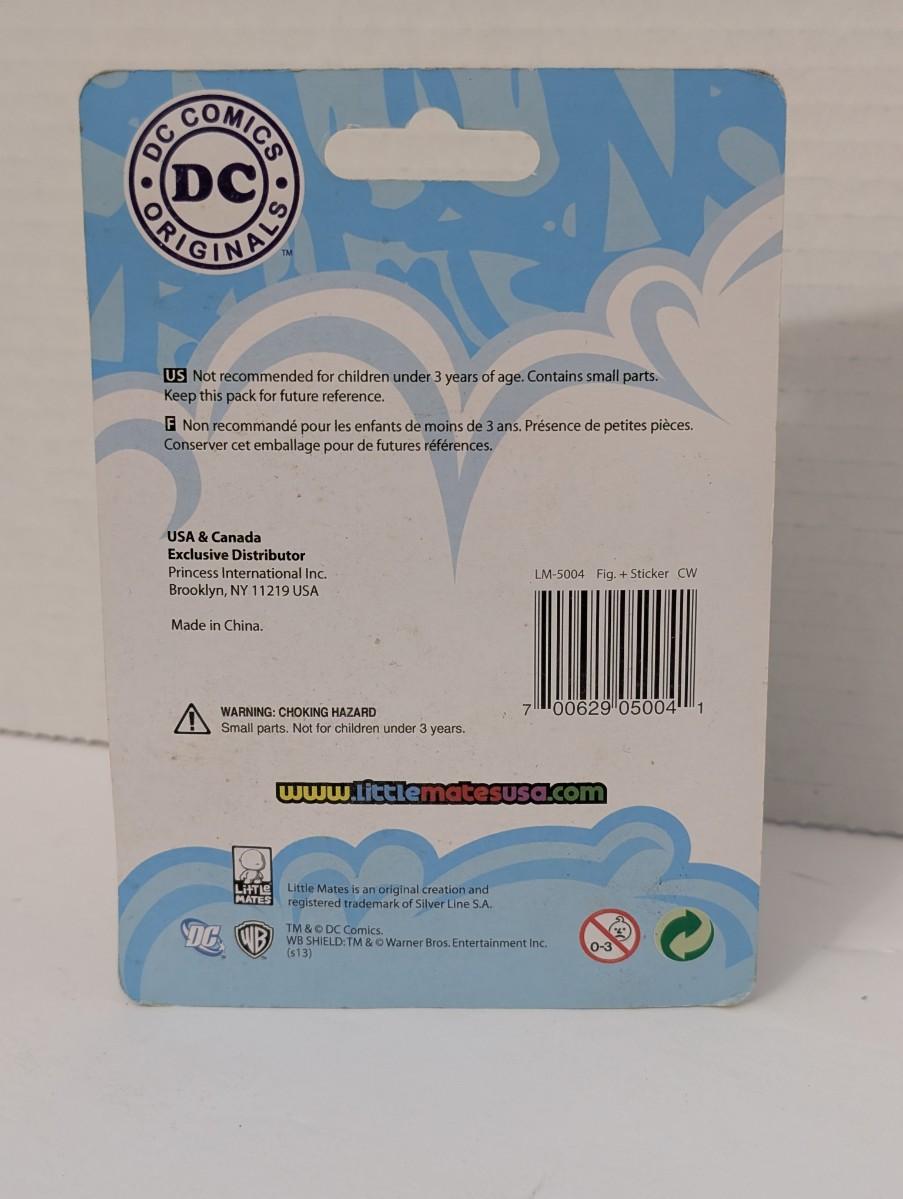 DC COMICS
DC
ORIGINALS
TM
US Not recommended for children under 3 years of age. Contains small parts.
Keep this pack for future reference.
F Non recommandé pour les enfants de moins de 3 ans. Présence de petites pièces.
Conserver cet emballage pour de futures références.
USA & Canada
Exclusive Distributor
Princess International Inc.
Brooklyn, NY 11219 USA
Made in China.
LM-5004 Fig. + Sticker CW
7 00629 05004 1
WARNING: CHOKING HAZARD
Small parts. Not for children under 3 years.
www.littlematesusa.com
LiTTLe
MATES
Little Mates is an original creation and
registered trademark of Silver Line S.A.
DC
WB
TM & © DC Comics.
WB SHIELD: TM & © Warner Bros. Entertainment Inc.
(s13)
0-3